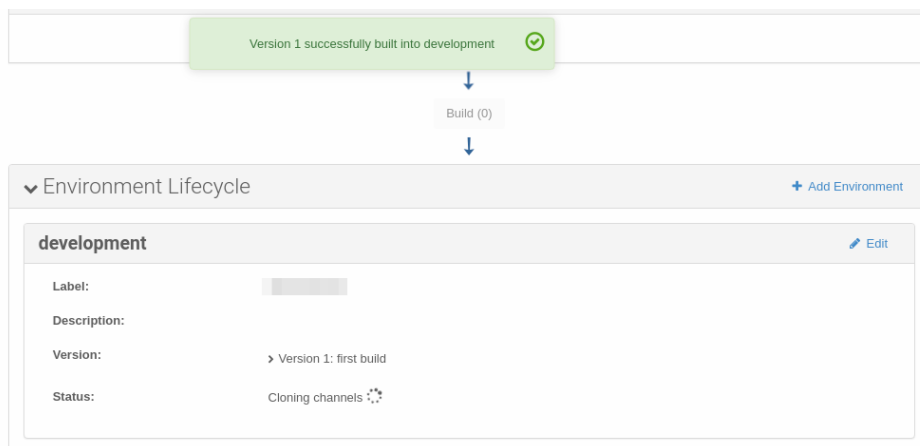 Version 1 successfully built into development
Build (0)
Environment Lifecycle
Add Environment
development
Edit
Label:
Description:
Version:
Version 1: first build
Status:
Cloning channels